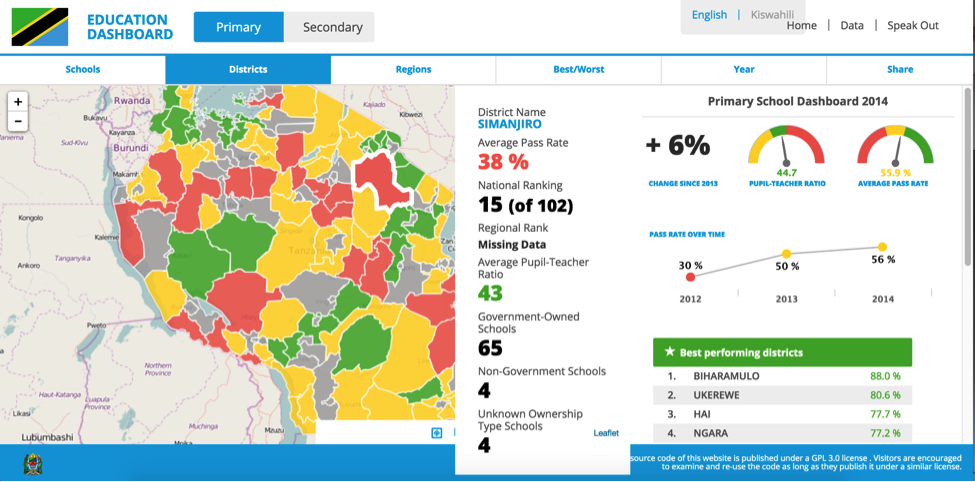 EDUCATION
DASHBOARD
Primary
Secondary
English | Kiswahili
Home | Data | Speak Out
Schools
Districts
Regions
Best/Worst
Year
Share
+
−
Rwanda
Bukavu
Kayanza
Sud-Kivu
Burundi
Makam
Kajiado
Kibwezi
Kongolo
Kalemie
Tanganyika
Ankoro
Pweto
Northern
Province
Haut-Katanga
Luapula
Province
Likasi
Muchinga
Lubumbashi
Mpika
Mzuzu
Tanz
Zan
District Name
SIMANJIRO
Average Pass Rate
38 %
National Ranking
15 (of 102)
Regional Rank
Missing Data
Average Pupil-Teacher
Ratio
43
Government-Owned
Schools
65
Non-Government Schools
4
Unknown Ownership
Type Schools
4
Leaflet
Primary School Dashboard 2014
+ 6%
CHANGE SINCE 2013
44.7
PUPIL-TEACHER RATIO
55.9 %
AVERAGE PASS RATE
PASS RATE OVER TIME
30 %
50 %
56 %
2012
2013
2014
★ Best performing districts
1. BIHARAMULO 88.0 %
2. UKEREWE 80.6 %
3. HAI 77.7 %
4. NGARA 77.2 %
source code of this website is published under a GPL 3.0 license . Visitors are encouraged
to examine and re-use the code as long as they publish it under a similar license.